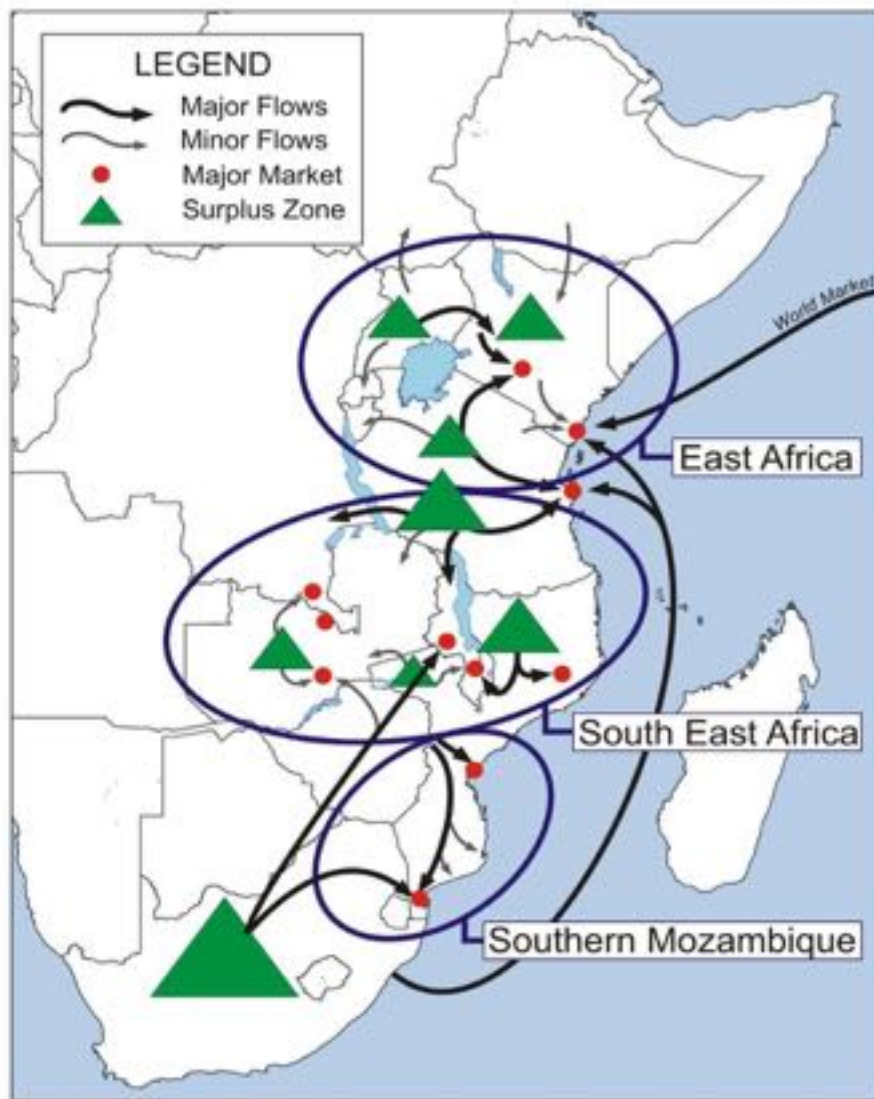 LEGEND
Major Flows
Minor Flows
Major Market
Surplus Zone
World Market
East Africa
South East Africa
Southern Mozambique